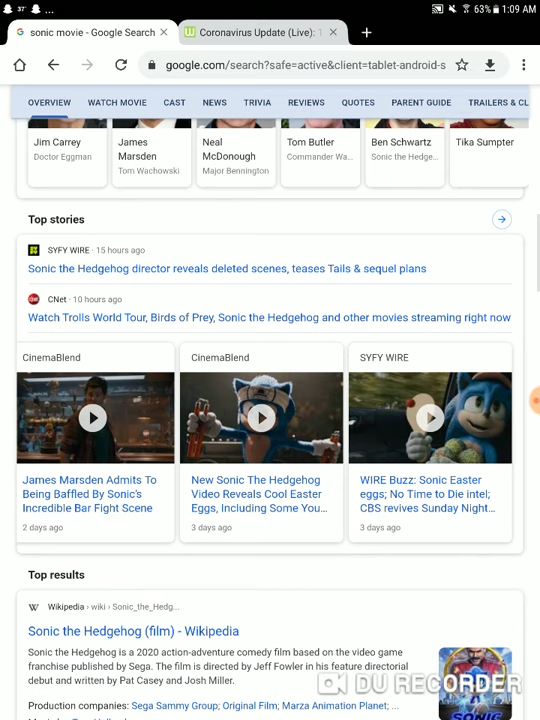 37° ... 63% 1:09 AM
sonic movie - Google Search × Coronavirus Update (Live): 1 × +
google.com/search?safe=active&client=tablet-android-s
OVERVIEW WATCH MOVIE CAST NEWS TRIVIA REVIEWS QUOTES PARENT GUIDE TRAILERS & CL
Jim Carrey
Doctor Eggman
James
Marsden
Tom Wachowski
Neal
McDonough
Major Bennington
Tom Butler
Commander Wa...
Ben Schwartz
Sonic the Hedge...
Tika Sumpter
Top stories
SYFY WIRE · 15 hours ago
Sonic the Hedgehog director reveals deleted scenes, teases Tails & sequel plans
cnet CNet · 10 hours ago
Watch Trolls World Tour, Birds of Prey, Sonic the Hedgehog and other movies streaming right now
CinemaBlend
James Marsden Admits To
Being Baffled By Sonic's
Incredible Bar Fight Scene
2 days ago
CinemaBlend
New Sonic The Hedgehog
Video Reveals Cool Easter
Eggs, Including Some You...
3 days ago
SYFY WIRE
WIRE Buzz: Sonic Easter
eggs; No Time to Die intel;
CBS revives Sunday Night...
3 days ago
Top results
W Wikipedia › wiki › Sonic_the_Hedg...
Sonic the Hedgehog (film) - Wikipedia
Sonic the Hedgehog is a 2020 action-adventure comedy film based on the video game
franchise published by Sega. The film is directed by Jeff Fowler in his feature directorial
debut and written by Pat Casey and Josh Miller.
Production companies: Sega Sammy Group; Original Film; Marza Animation Planet; ...
DU RECORDER
SONIC